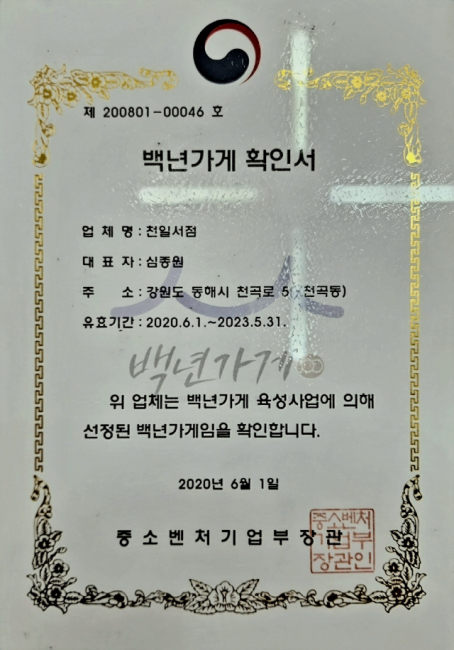 제 200801-00046 호
백년가게 확인서
업 체 명 : 천일서점
대 표 자 : 심종원
주 소 : 강원도 동해시 천곡로 (천곡동)
유효기간 : 2020.6.1.~2023.5.31.
백년가게
위 업체는 백년가게 육성사업에 의해
선정된 백년가게임을 확인합니다.
2020년 6월 1일
중소벤처기업부장관
중소벤처
기업부
장관인